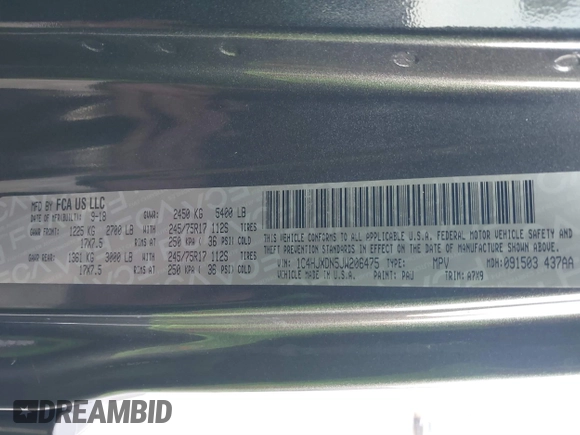 MFD BY FCA US LLC
DATE OF MFR(BUILT): 9-18 GVWR: 2450 KG 5400 LB
GAWR FRONT: 1225 KG 2700 LB 245/75R17 112S TIRES
17X7.5 RIMS AT 250 KPA( 36 PSI) COLD
GAWR REAR: 1361 KG 3000 LB 245/75R17 112S TIRES
17X7.5 RIMS AT 250 KPA( 36 PSI) COLD
THIS VEHICLE CONFORMS TO ALL APPLICABLE U.S.A. FEDERAL MOTOR VEHICLE SAFETY, BUMPER AND
THEFT PREVENTION STANDARDS IN EFFECT ON THE DATE OF MANUFACTURE SHOWN ABOVE.
VIN: 1C4HJXDN5JW206475 TYPE: MPV MDH: 091503 437AA
MADE IN U.S.A. PAINT: PAU TRIM: A7X9
DREAMBID